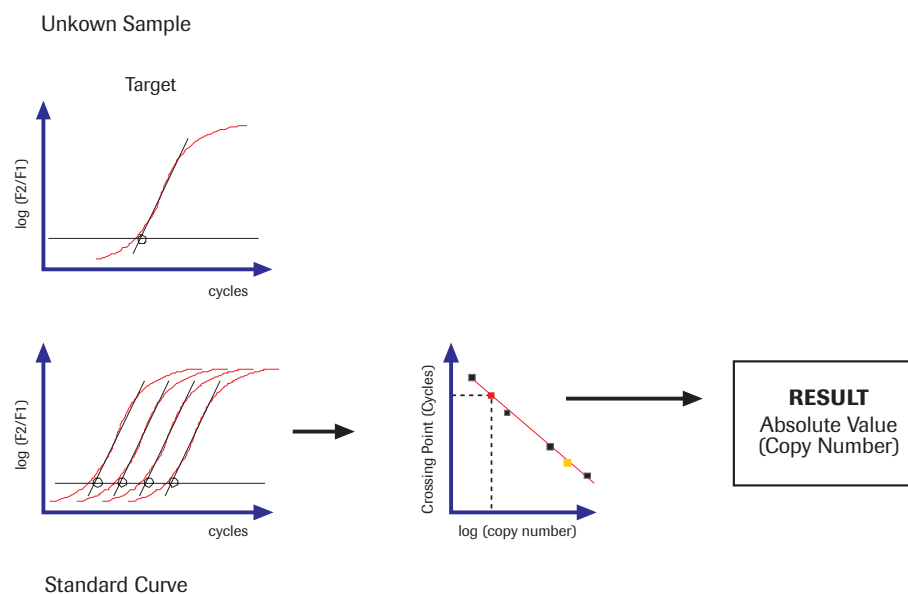 Unkown Sample
Target
log (F2/F1)
cycles
log (F2/F1)
cycles
Crossing Point (Cycles)
log (copy number)
RESULT
Absolute Value
(Copy Number)
Standard Curve